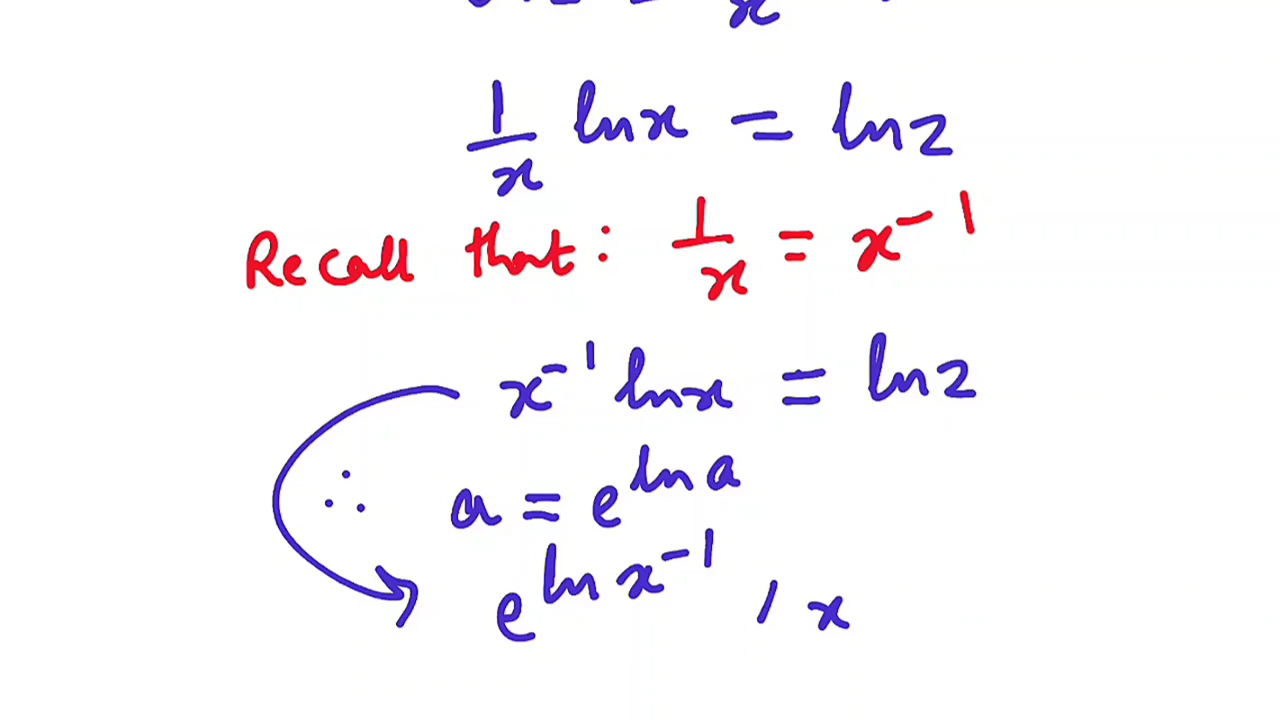 1/x ln x = ln 2
Recall that: 1/x = x⁻¹
x⁻¹ ln x = ln 2
∴ a = e^(ln a)
e^(ln x⁻¹) , x